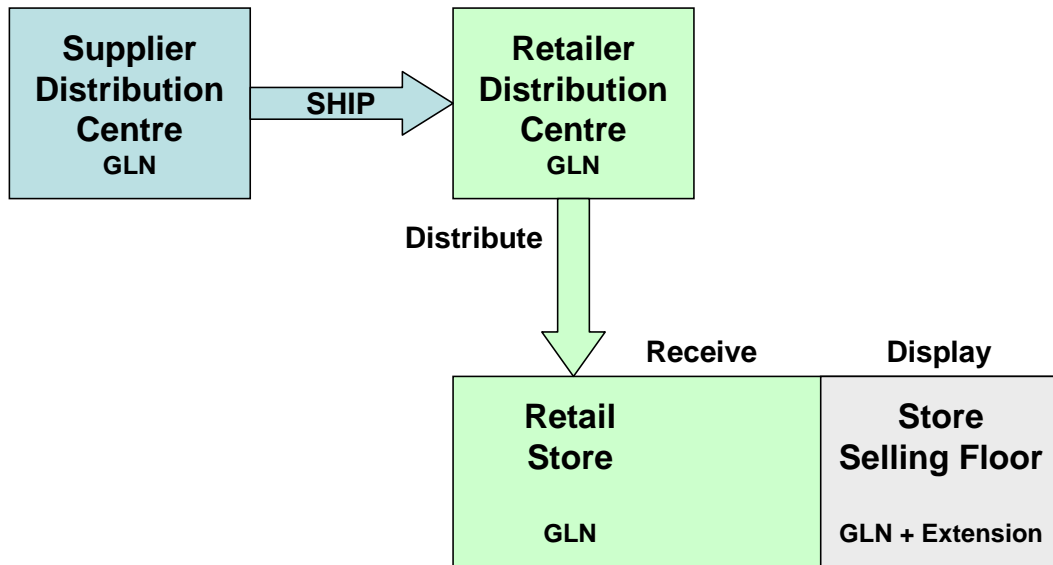 Supplier
Distribution
Centre
GLN
SHIP
Retailer
Distribution
Centre
GLN
Distribute
Receive
Display
Retail
Store
GLN
Store
Selling Floor
GLN + Extension